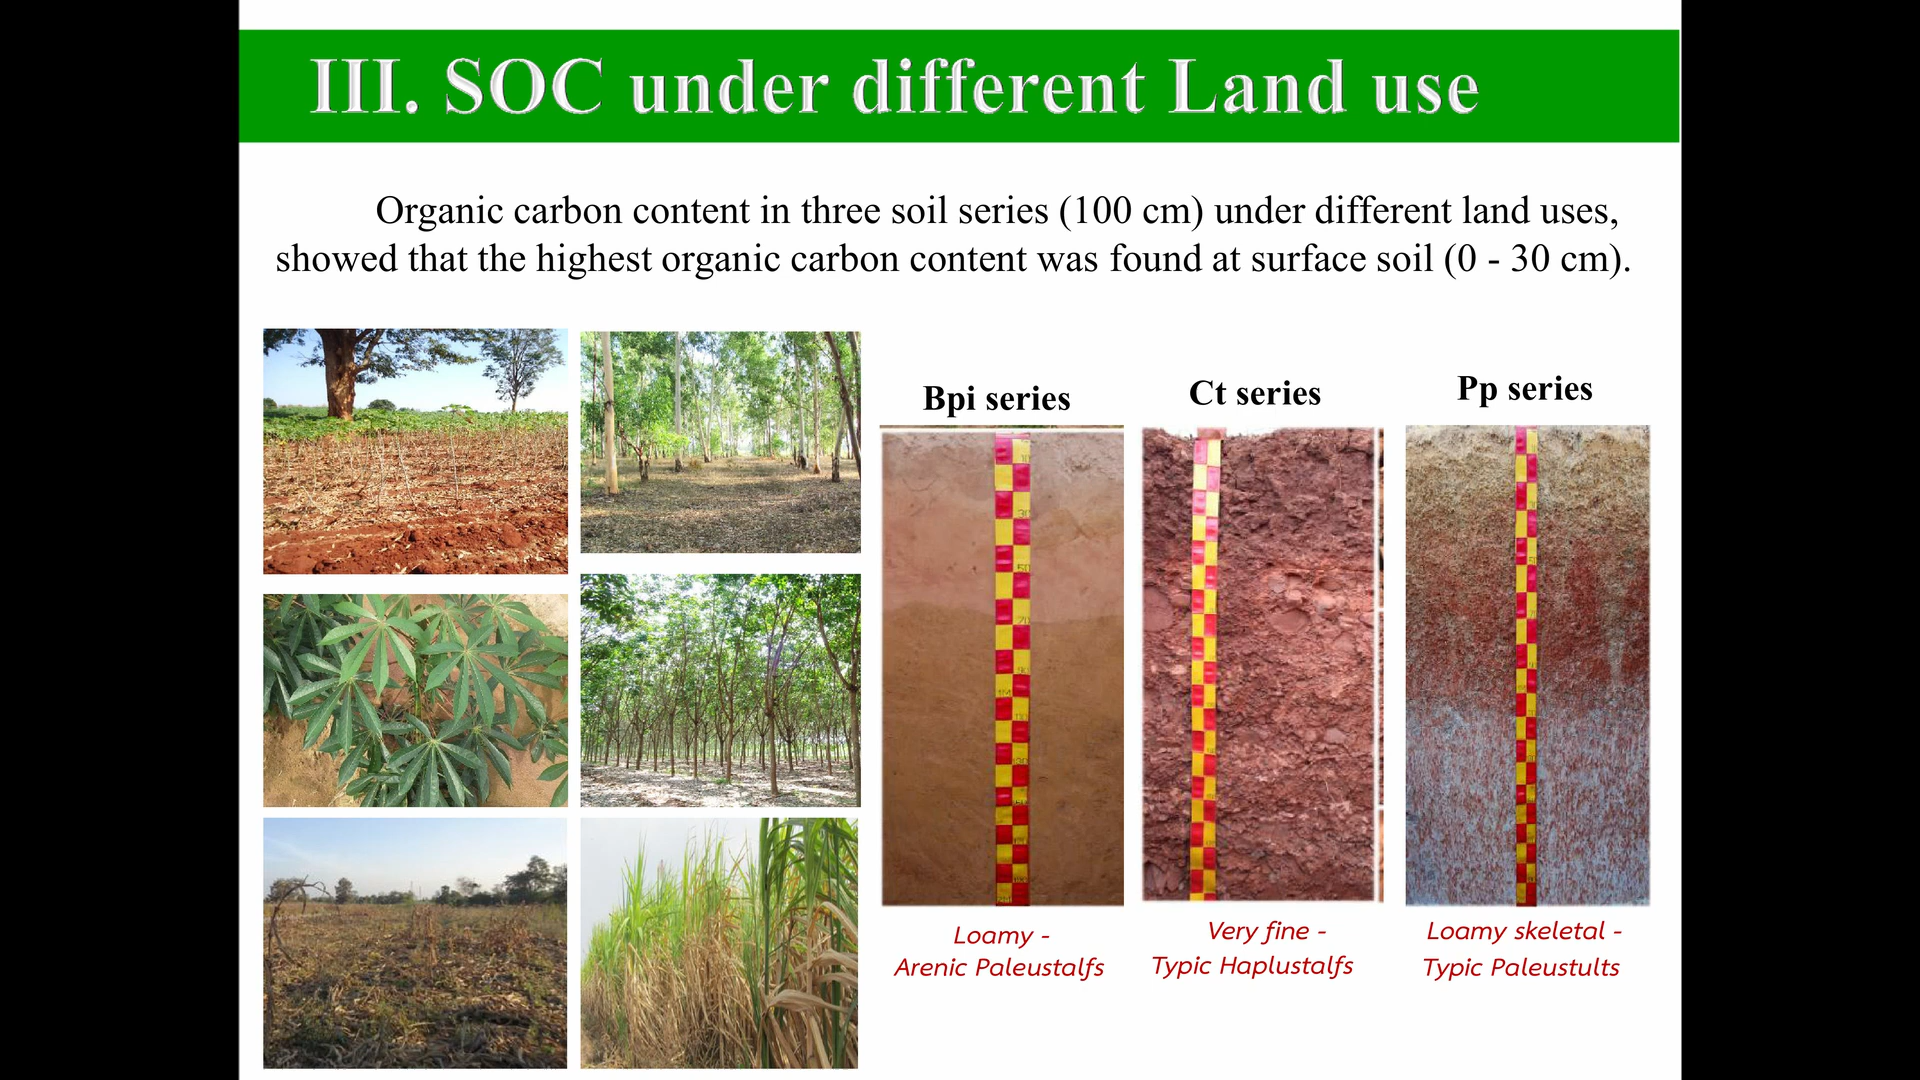 III. SOC under different Land use
Organic carbon content in three soil series (100 cm) under different land uses,
showed that the highest organic carbon content was found at surface soil (0 - 30 cm).
Bpi series
Ct series
Pp series
Loamy -
Arenic Paleustalfs
Very fine -
Typic Haplustalfs
Loamy skeletal -
Typic Paleustults